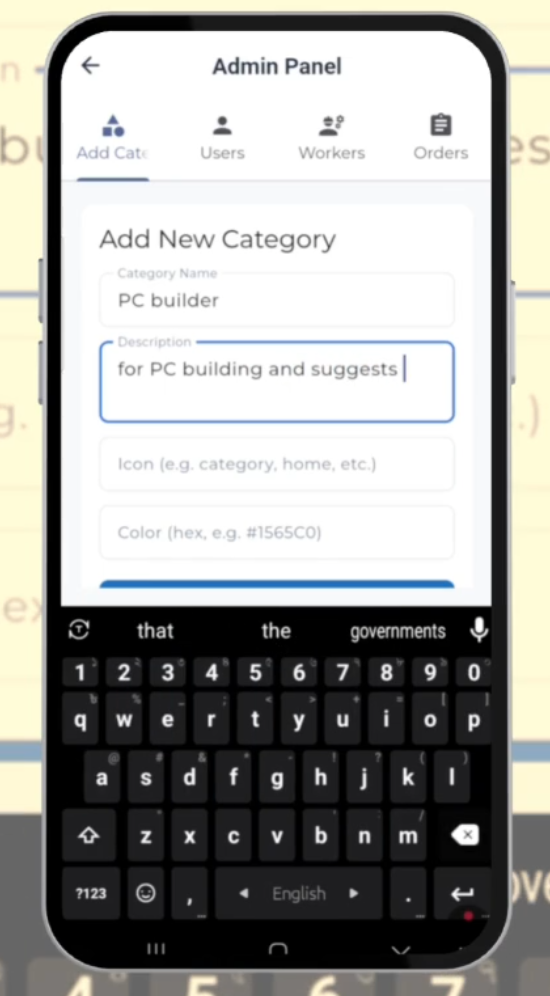 Admin Panel
Add Cate
Users
Workers
Orders
Add New Category
Category Name
PC builder
Description
for PC building and suggests
Icon (e.g. category, home, etc.)
Color (hex, e.g. #1565C0)
that the governments
1 2 3 4 5 6 7 8 9 0
q w e r t y u i o p
a s d f g h j k l
z x c v b n m
?123 , English .